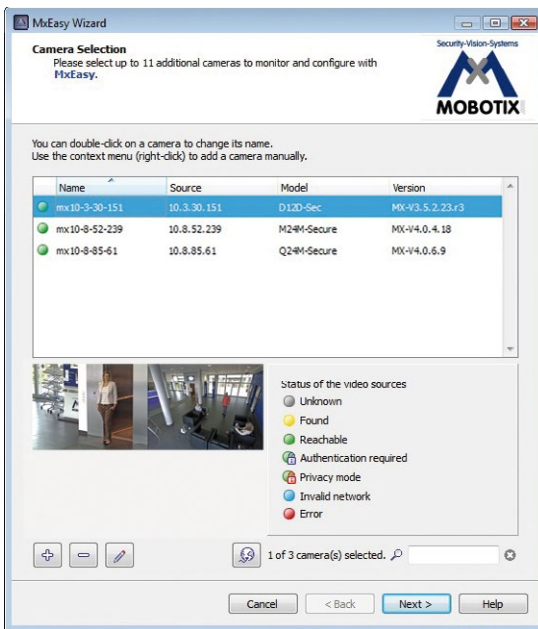 MxEasy Wizard
Camera Selection
Please select up to 11 additional cameras to monitor and configure with
MxEasy.
Security-Vision-Systems
MOBOTIX
You can double-click on a camera to change its name.
Use the context menu (right-click) to add a camera manually.
Name Source Model Version
mx10-3-30-151 10.3.30.151 D12D-Sec MX-V3.5.2.23.r3
mx10-8-52-239 10.8.52.239 M24M-Secure MX-V4.0.4.18
mx10-8-85-61 10.8.85.61 Q24M-Secure MX-V4.0.6.9
Status of the video sources
Unknown
Found
Reachable
Authentication required
Privacy mode
Invalid network
Error
1 of 3 camera(s) selected.
Cancel < Back Next > Help